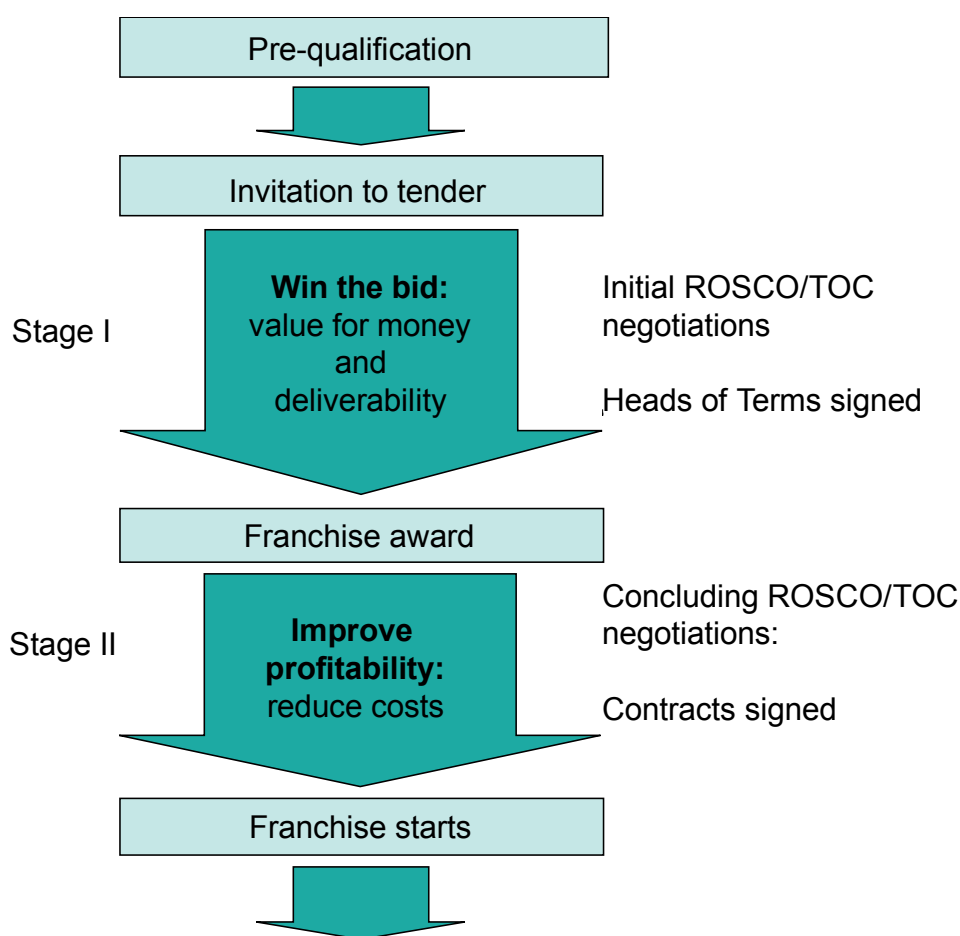 Pre-qualification
Invitation to tender
Stage I
Win the bid:
value for money
and
deliverability
Initial ROSCO/TOC
negotiations
Heads of Terms signed
Franchise award
Stage II
Improve
profitability:
reduce costs
Concluding ROSCO/TOC
negotiations:
Contracts signed
Franchise starts